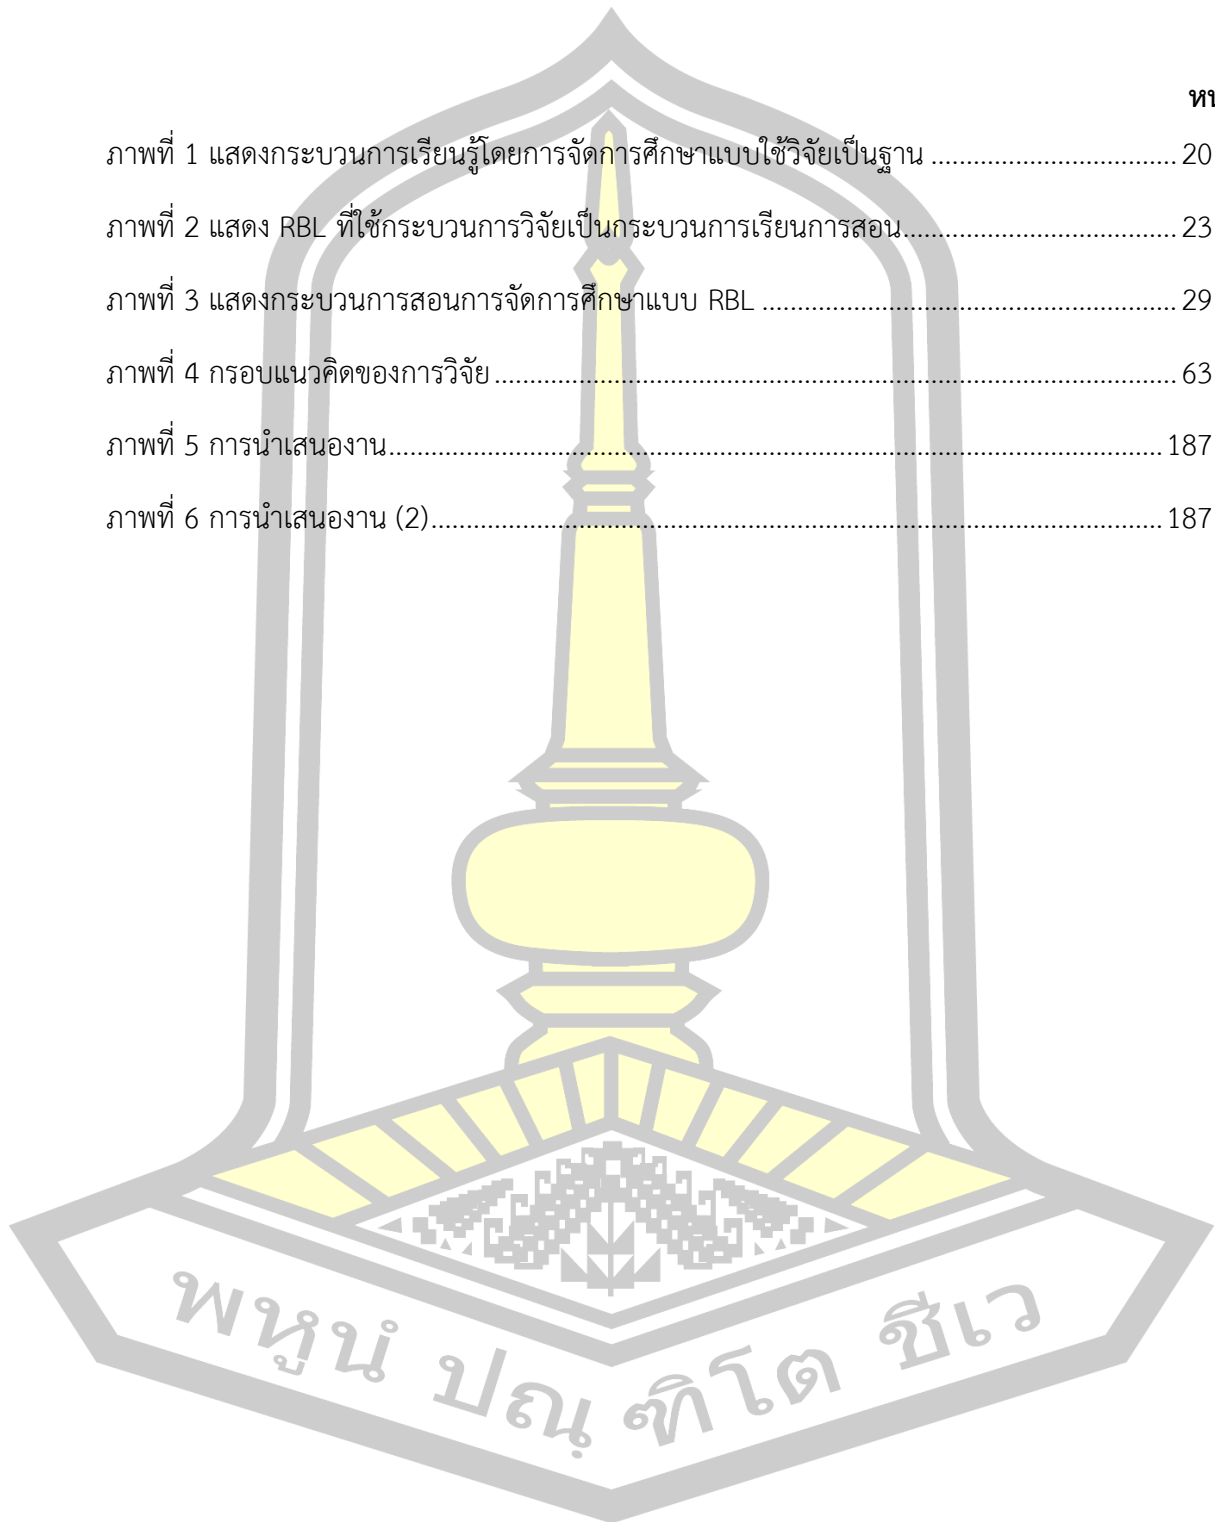 ภาพที่ 1 แสดงกระบวนการเรียนรู้โดยการจัดการศึกษาแบบใช้วิจัยเป็นฐาน ................................ 20
ภาพที่ 2 แสดง RBL ที่ใช้กระบวนการวิจัยเป็นกระบวนการเรียนการสอน................................... 23
ภาพที่ 3 แสดงกระบวนการสอนการจัดการศึกษาแบบ RBL ..................................................... 29
ภาพที่ 4 กรอบแนวคิดของการวิจัย ..................................................................................... 63
ภาพที่ 5 การนำเสนองาน................................................................................................. 187
ภาพที่ 6 การนำเสนองาน (2)............................................................................................ 187
พหูนํ ปณฺฑิโต ชีเว